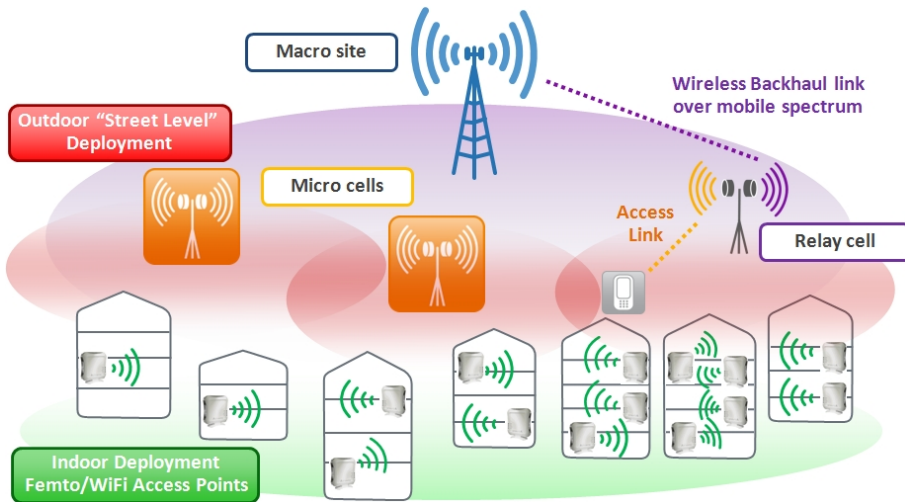 Macro site
Wireless Backhaul link
over mobile spectrum
Outdoor “Street Level”
Deployment
Micro cells
Access
Link
Relay cell
Indoor Deployment
Femto/WiFi Access Points